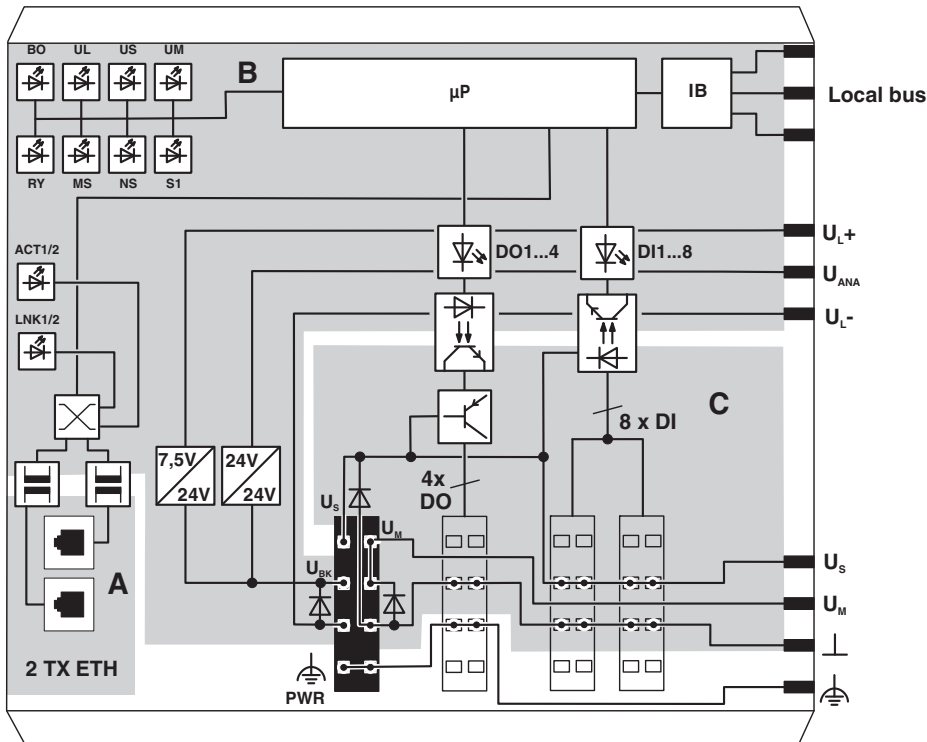 BO UL US UM
B
µP
IB
Local bus
RY MS NS S1
UL+
DO1...4
DI1...8
ACT1/2
UANA
LNK1/2
UL-
C
8 x DI
7,5V
24V
24V
24V
4x
DO
US
UM
UBK
US
A
UM
2 TX ETH
PWR